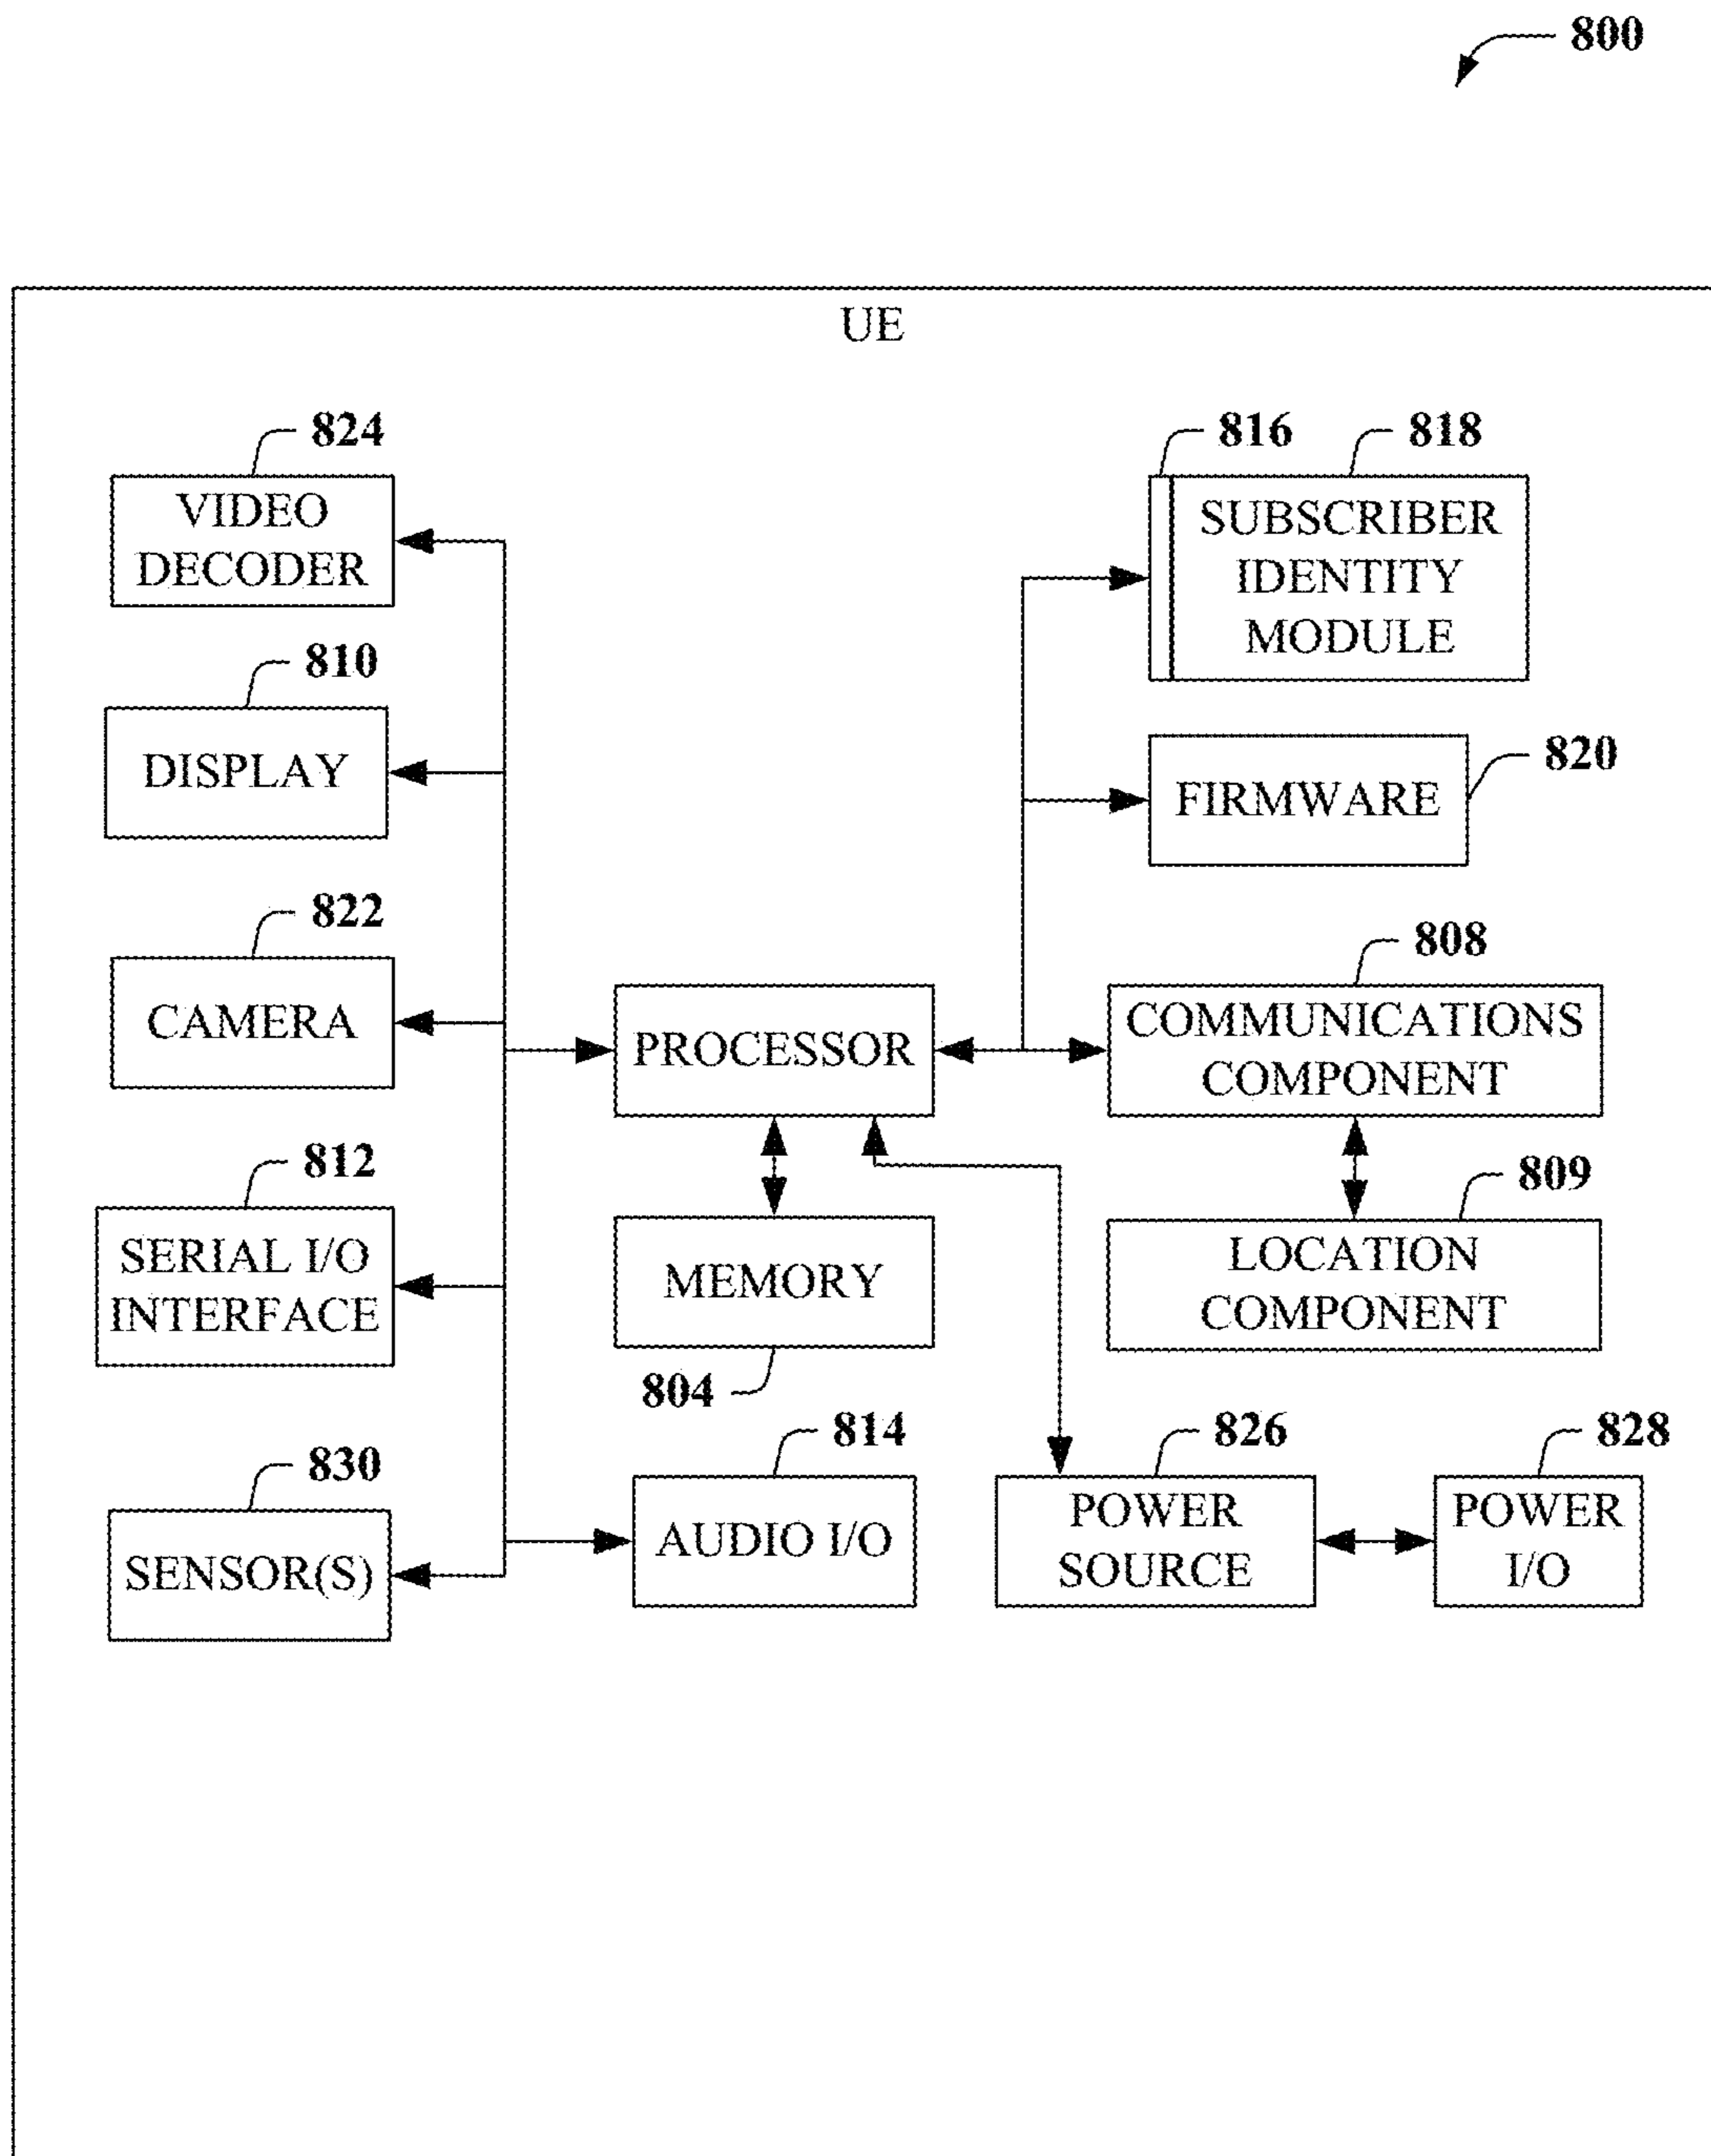 800
UE
824
VIDEO
DECODER
816
818
SUBSCRIBER
IDENTITY
MODULE
810
DISPLAY
820
FIRMWARE
822
CAMERA
PROCESSOR
808
COMMUNICATIONS
COMPONENT
812
SERIAL I/O
INTERFACE
MEMORY
804
809
LOCATION
COMPONENT
830
SENSOR(S)
814
AUDIO I/O
826
POWER
SOURCE
828
POWER
I/O